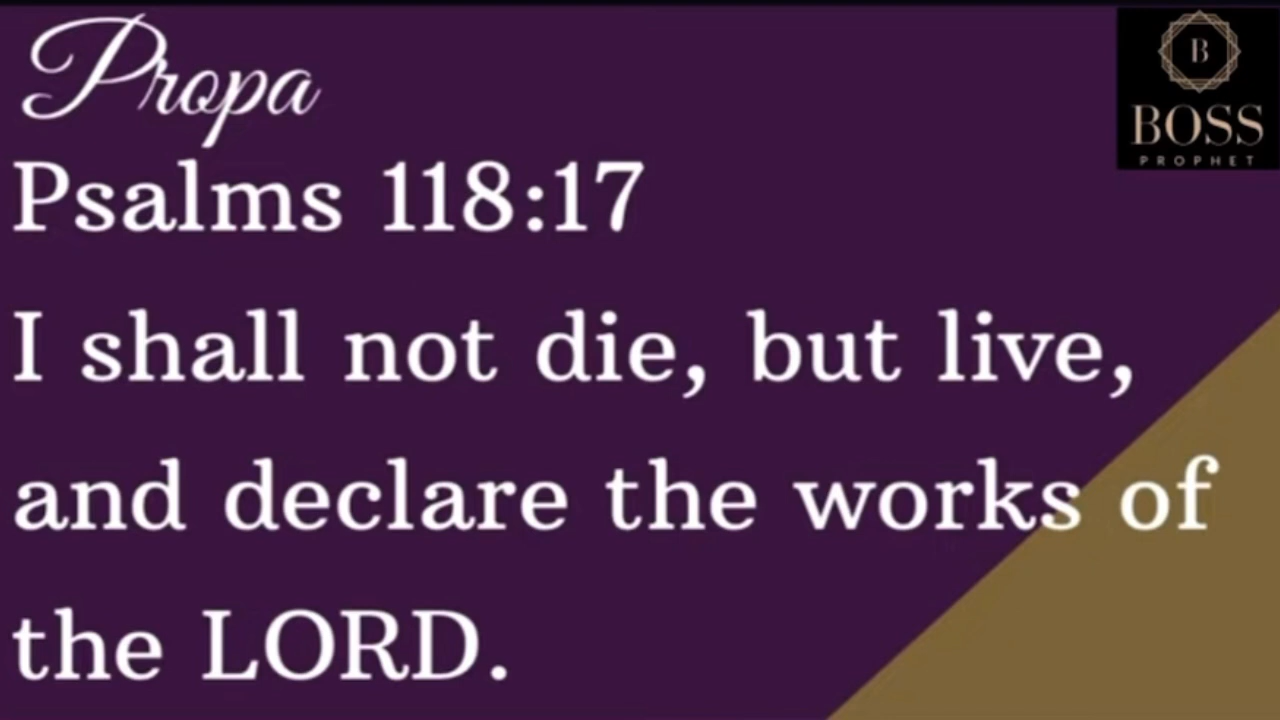 Propa
B
BOSS
PROPHET
Psalms 118:17
I shall not die, but live,
and declare the works of
the LORD.